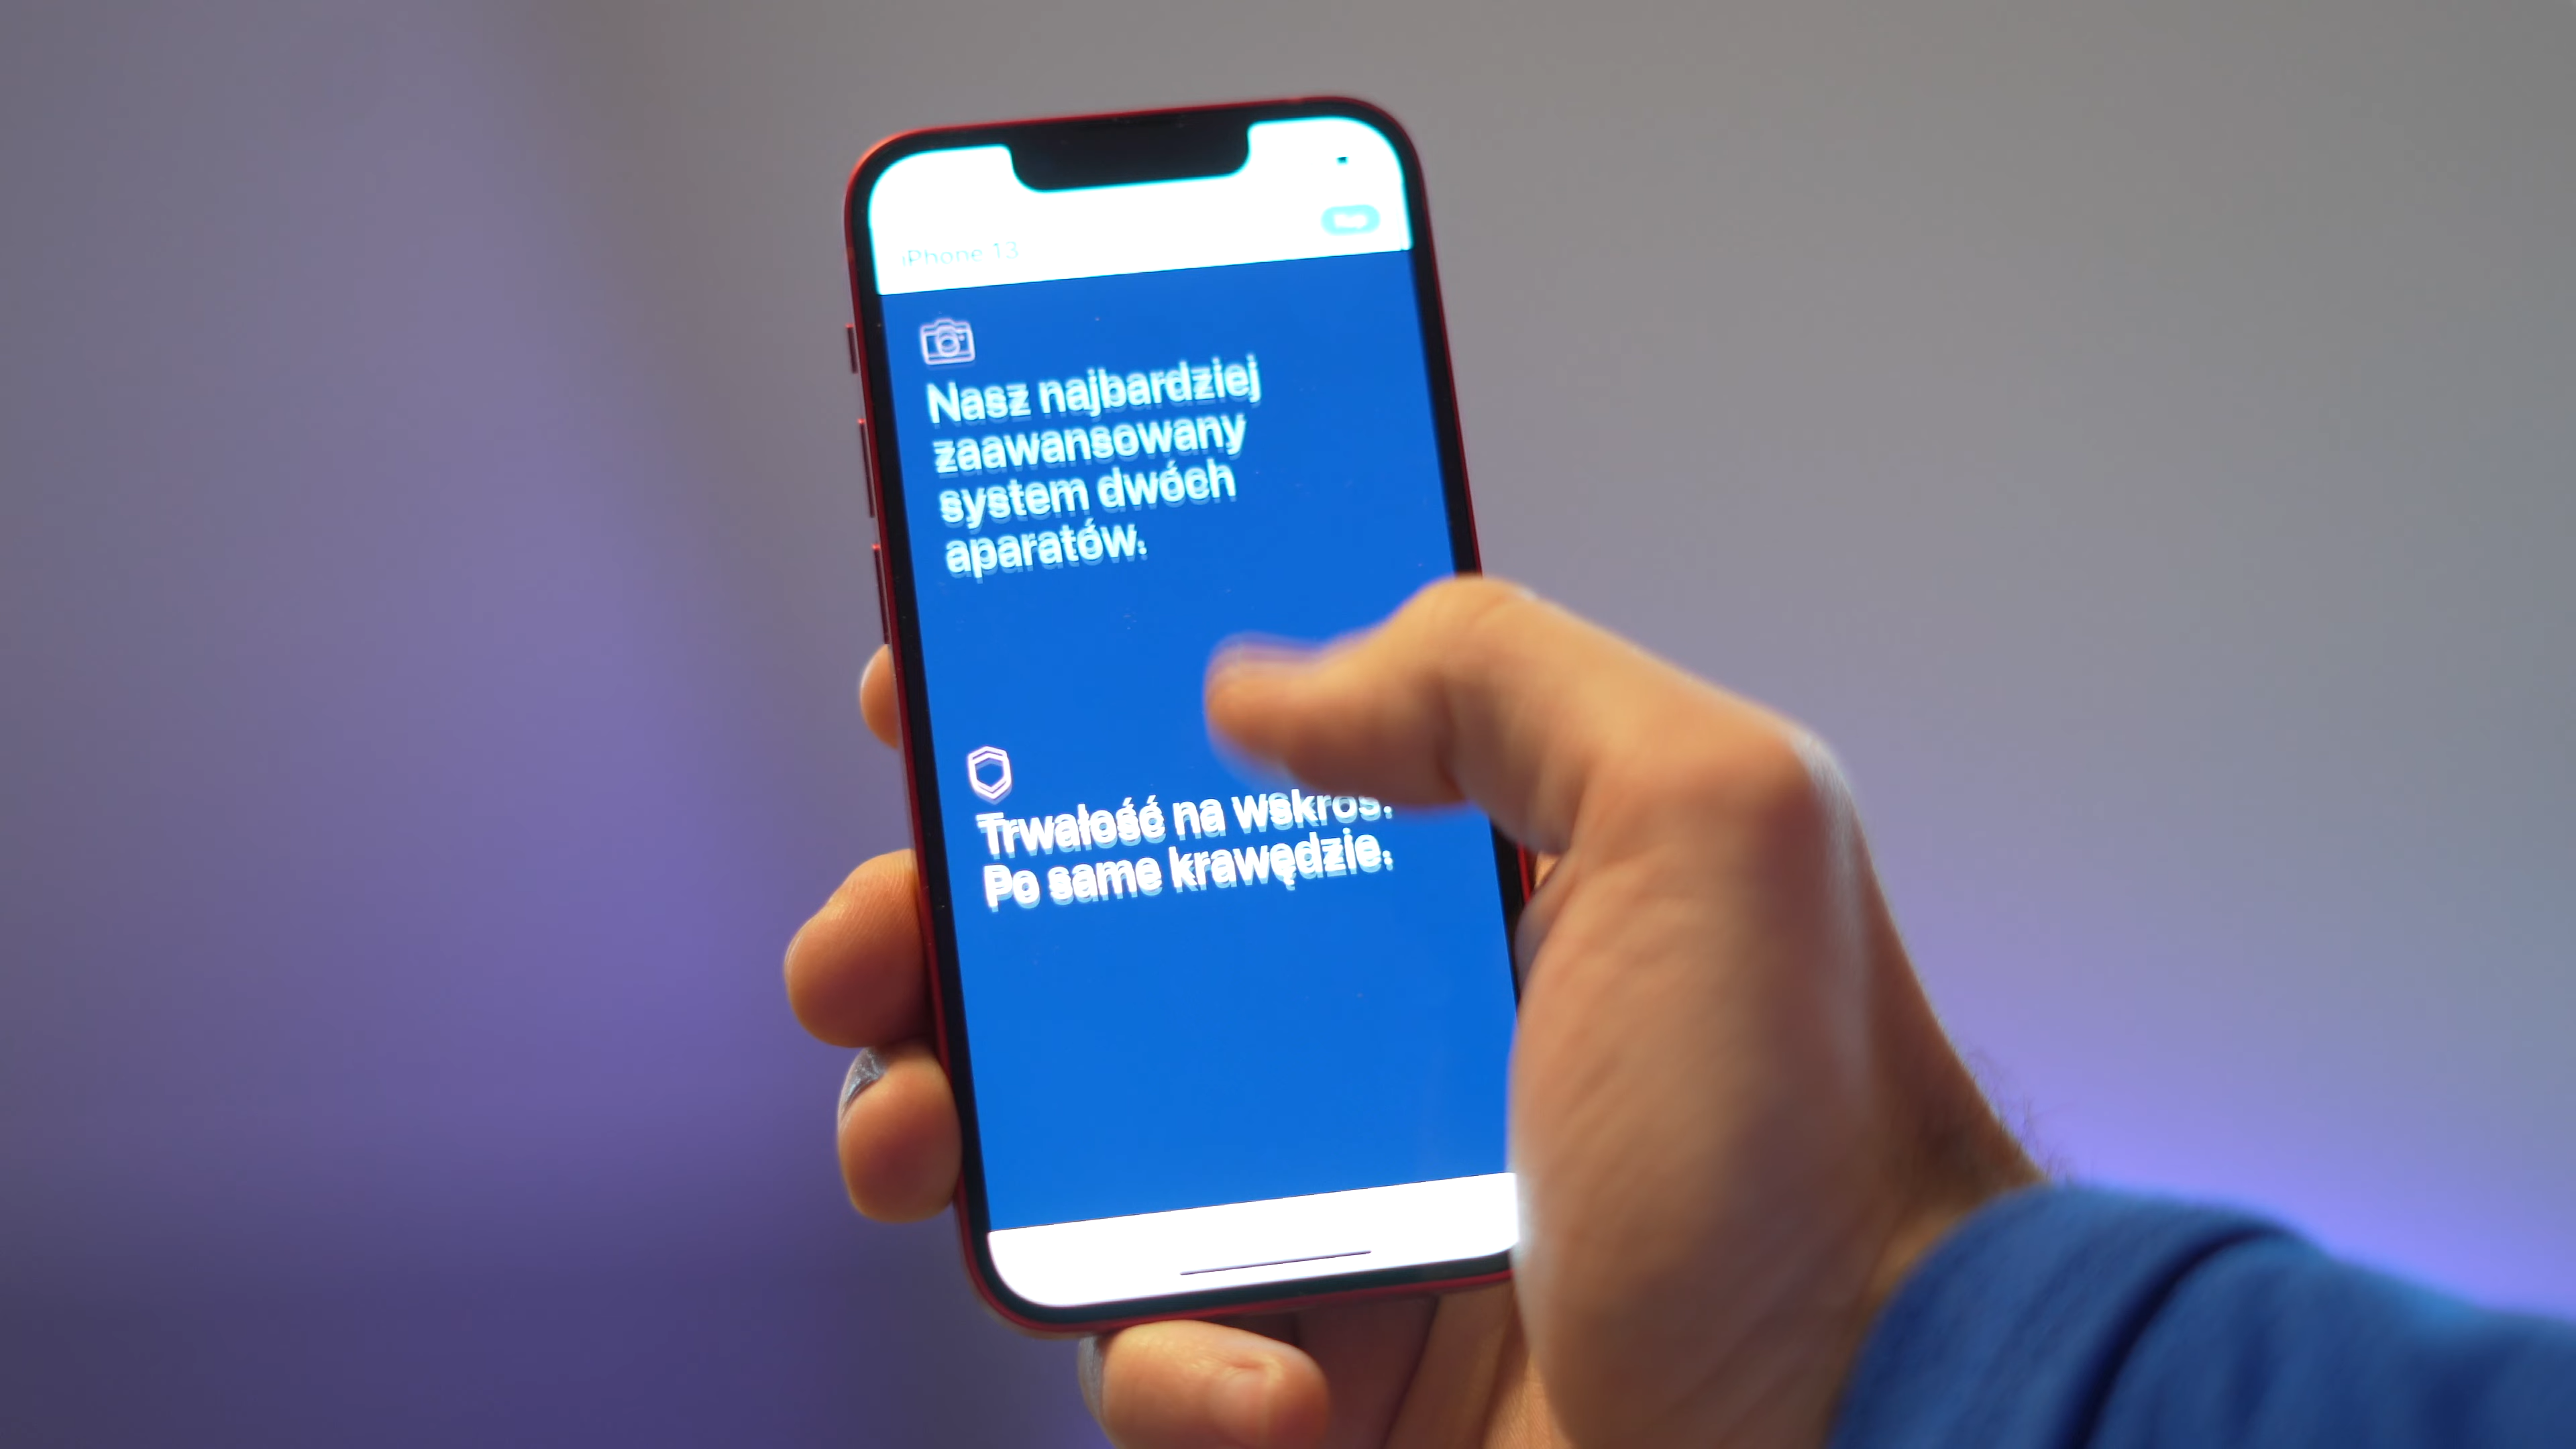 iPhone 13
Nasz najbardziej
zaawansowany
system dwóch
aparatów.
Trwałość na wskroś.
Po same krawędzie.